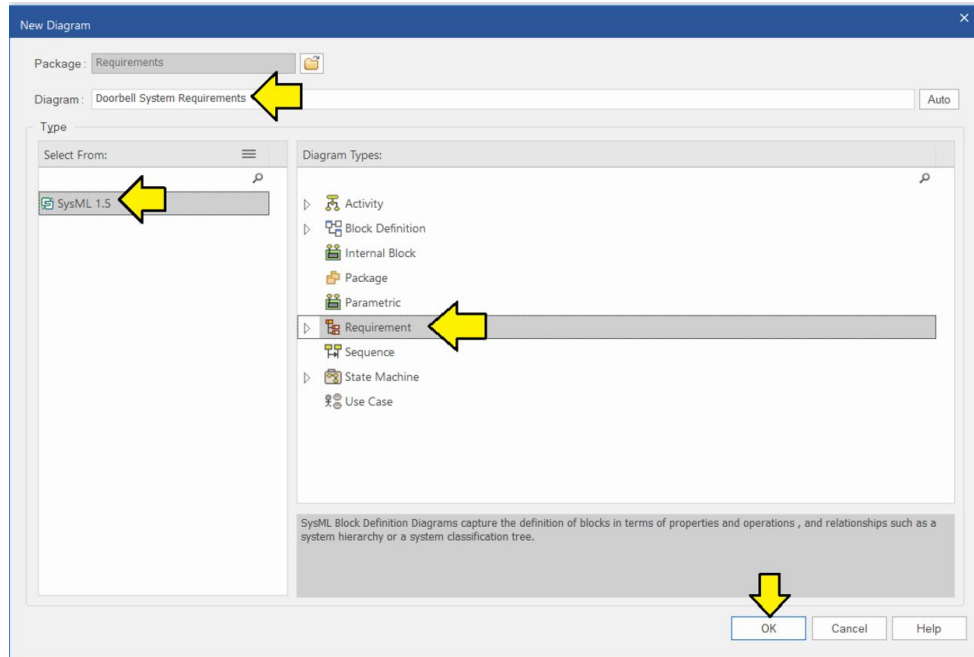 New Diagram
Package : Requirements
Diagram : Doorbell System Requirements Auto
Type
Select From:
SysML 1.5
Diagram Types:
Activity
Block Definition
Internal Block
Package
Parametric
Requirement
Sequence
State Machine
Use Case
SysML Block Definition Diagrams capture the definition of blocks in terms of properties and operations , and relationships such as a
system hierarchy or a system classification tree.
OK Cancel Help